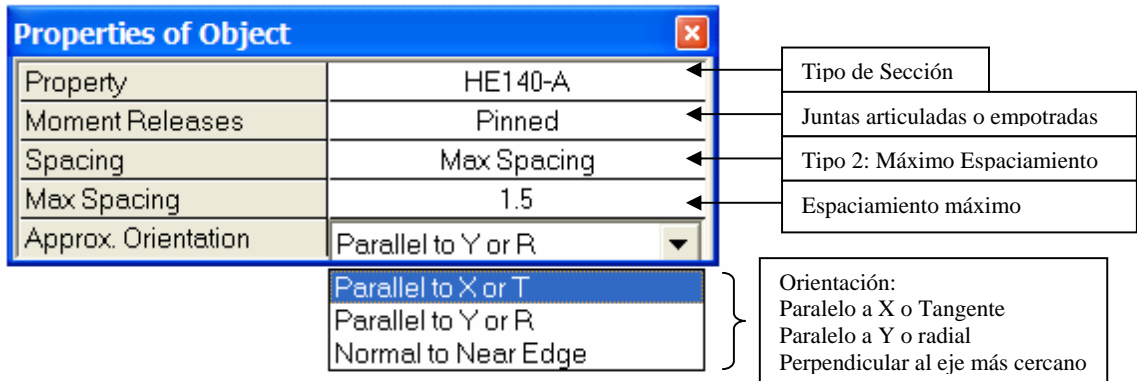 Properties of Object
Property HE140-A
Tipo de Sección
Moment Releases Pinned
Juntas articuladas o empotradas
Spacing Max Spacing
Tipo 2: Máximo Espaciamiento
Max Spacing 1.5
Espaciamiento máximo
Approx. Orientation Parallel to Y or R
Parallel to X or T
Parallel to Y or R
Normal to Near Edge
Orientación:
Paralelo a X o Tangente
Paralelo a Y o radial
Perpendicular al eje más cercano